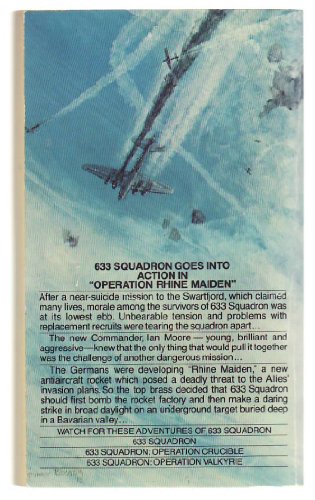 633 SQUADRON GOES INTO
ACTION IN
"OPERATION RHINE MAIDEN"
After a near-suicide mission to the Swartfjord, which claimed
many lives, morale among the survivors of 633 Squadron was
at its lowest ebb. Unbearable tension and problems with
replacement recruits were tearing the squadron apart...
The new Commander, Ian Moore—young, brilliant and
aggressive—knew that the only thing that would pull it together
was the challenge of another dangerous mission...
The Germans were developing "Rhine Maiden," a new
antiaircraft rocket which posed a deadly threat to the Allies'
invasion plans. So the top brass decided that 633 Squadron
should first bomb the rocket factory and then make a daring
strike in broad daylight on an underground target buried deep
in a Bavarian valley...
WATCH FOR THESE ADVENTURES OF 633 SQUADRON
633 SQUADRON
633 SQUADRON: OPERATION CRUCIBLE
633 SQUADRON: OPERATION VALKYRIE